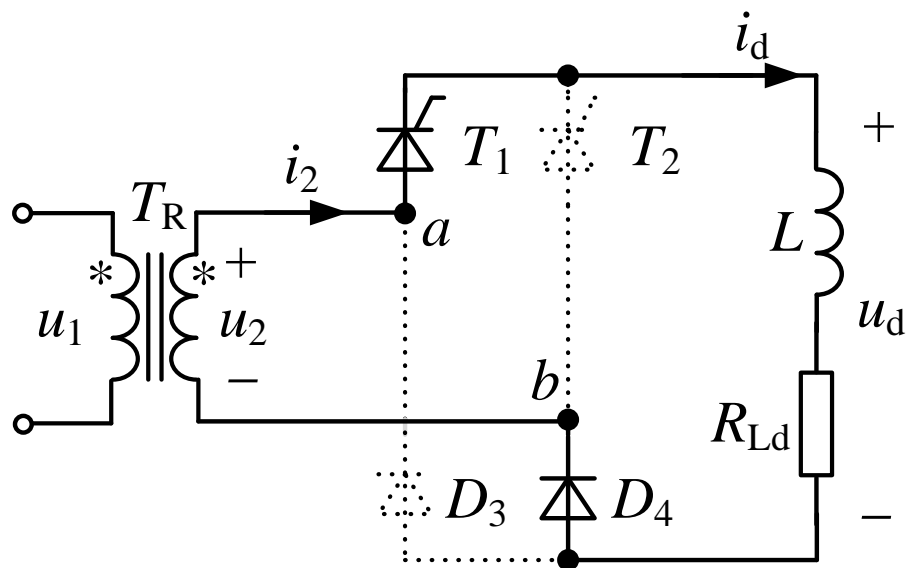 i_d
T_1
T_2
+
i_2
T_R
a
L
* * +
u_1
u_2
u_d
−
b
R_Ld
D_3
D_4
−